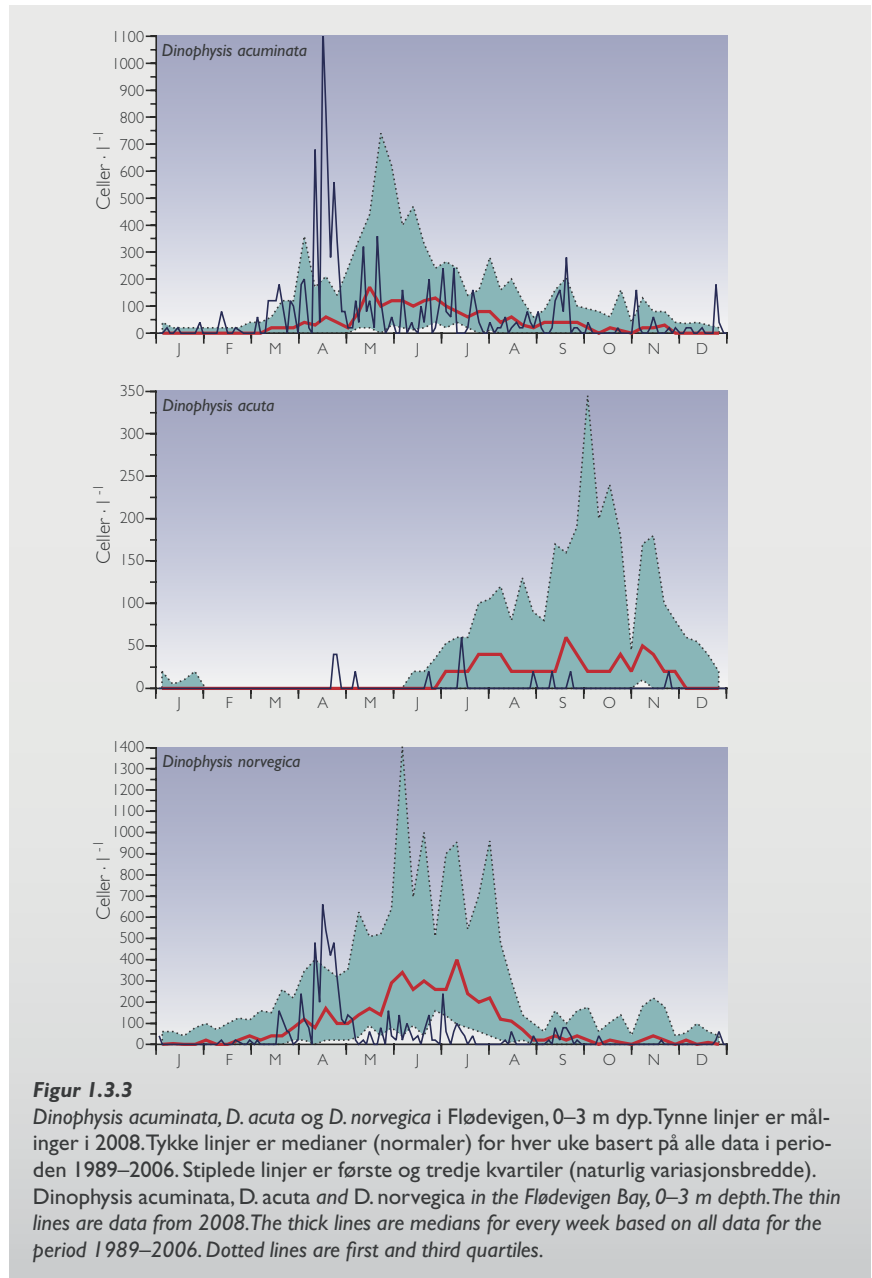 Dinophysis acuminata
1100
1000
900
800
700
600
500
400
300
200
100
0
Celler · l⁻¹
J F M A M J J A S O N D
Dinophysis acuta
350
300
250
200
150
100
50
0
Celler · l⁻¹
J F M A M J J A S O N D
Dinophysis norvegica
1400
1300
1200
1100
1000
900
800
700
600
500
400
300
200
100
0
Celler · l⁻¹
J F M A M J J A S O N D
Figur 1.3.3
Dinophysis acuminata, D. acuta og D. norvegica i Flødevigen, 0–3 m dyp. Tynne linjer er mål-
inger i 2008. Tykke linjer er medianer (normaler) for hver uke basert på alle data i perio-
den 1989–2006. Stiplede linjer er første og tredje kvartiler (naturlig variasjonsbredde).
Dinophysis acuminata, D. acuta and D. norvegica in the Flødevigen Bay, 0–3 m depth. The thin
lines are data from 2008. The thick lines are medians for every week based on all data for the
period 1989–2006. Dotted lines are first and third quartiles.